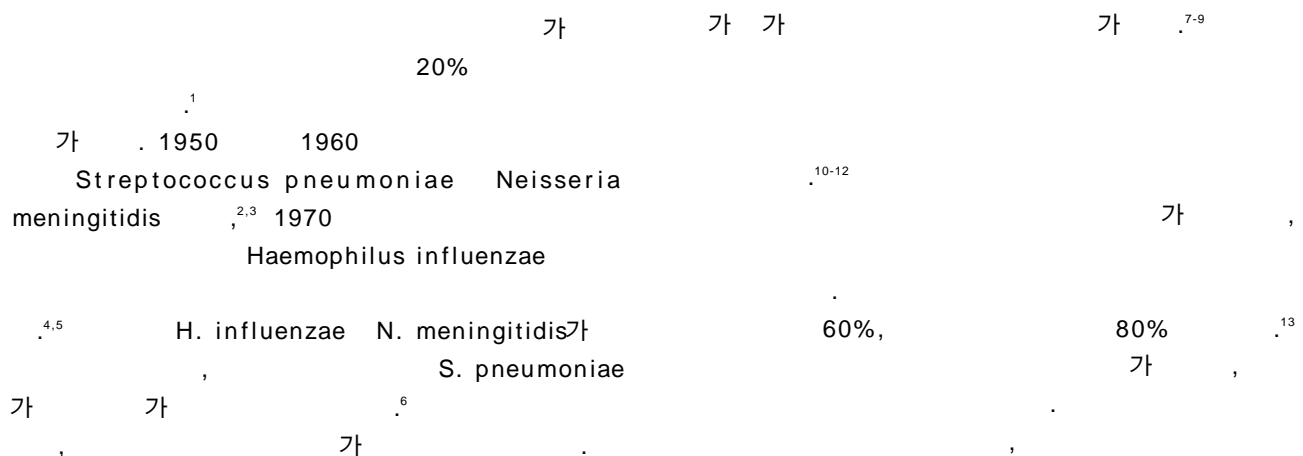 가
20%
.1
가 . 1950 1960
Streptococcus pneumoniae Neisseria
meningitidis ,2,3 1970
Haemophilus influenzae
.4,5 H. influenzae N. meningitidis가
, S. pneumoniae
가 가 .6
, 가 .
가 가 가 .7-9
.10-12
가 ,
.
60%, 80% .13
가 ,
.
,